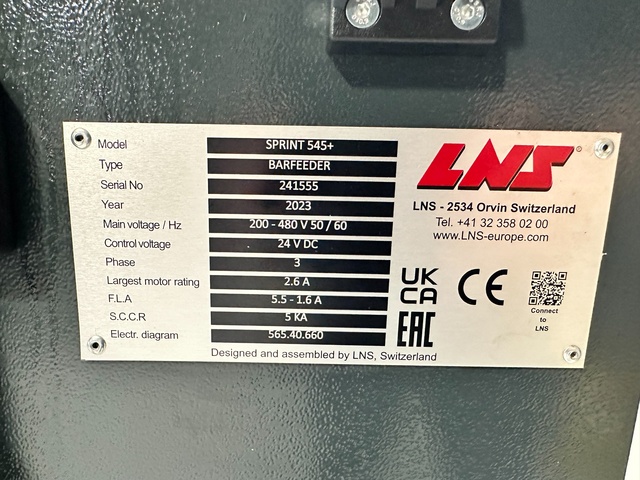 Model SPRINT 545+
Type BARFEEDER
Serial No 241555
Year 2023
Main voltage / Hz 200 - 480 V 50 / 60
Control voltage 24 V DC
Phase 3
Largest motor rating 2.6 A
F.L.A 5.5 - 1.6 A
S.C.C.R 5 KA
Electr. diagram 565.40.660
LNS®
LNS - 2534 Orvin Switzerland
Tel. +41 32 358 02 00
www.LNS-europe.com
UK
CA
CE
EAC
Connect
to
LNS
Designed and assembled by LNS, Switzerland